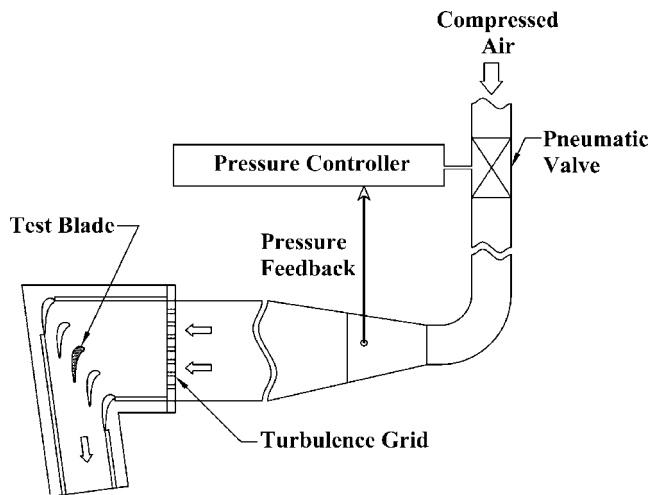 Compressed
Air
Pneumatic
Valve
Pressure Controller
Test Blade
Pressure
Feedback
Turbulence Grid